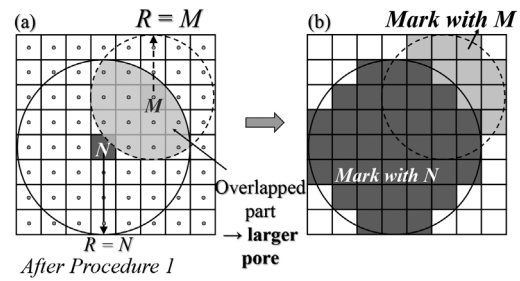 (a)
R = M
M
N
R = N
After Procedure 1
Overlapped
part
→ larger
pore
(b)
Mark with M
Mark with N